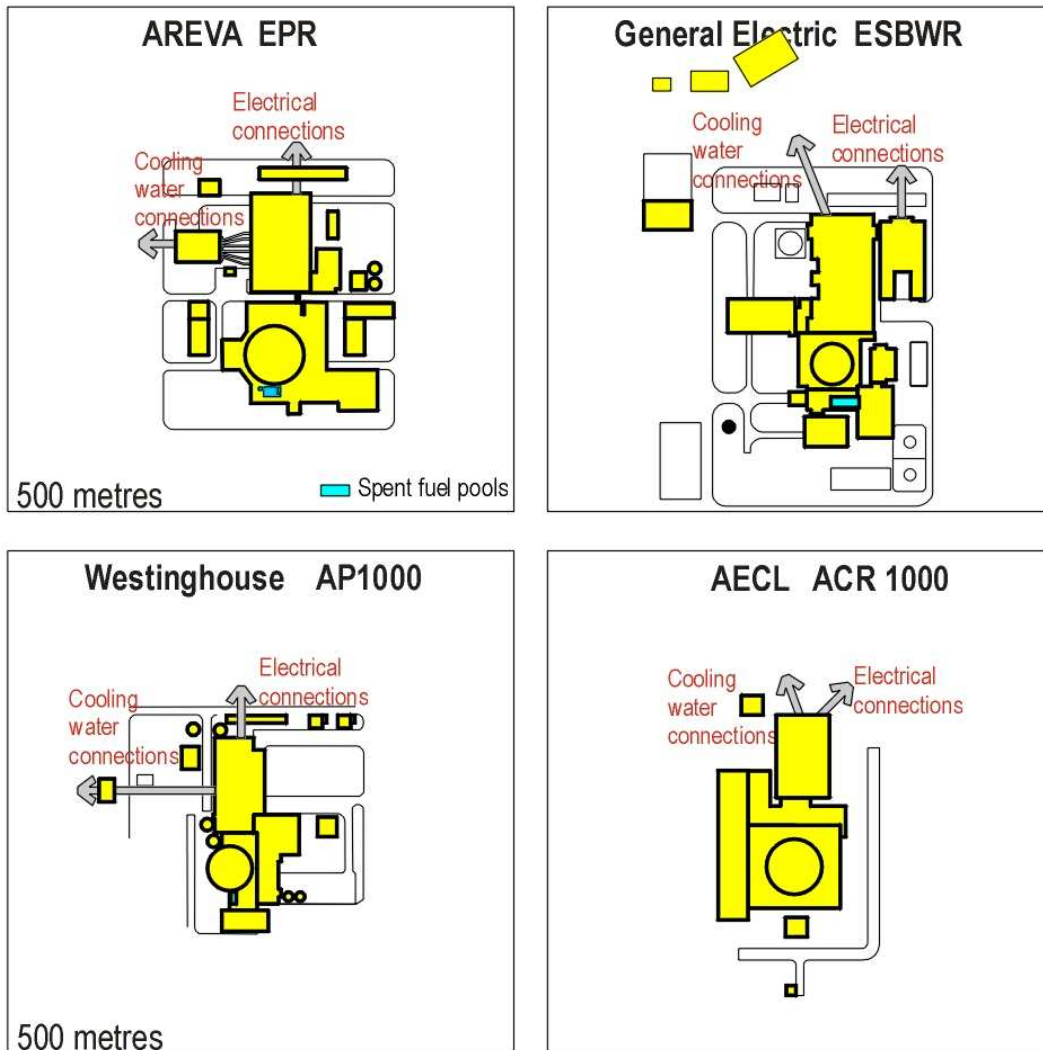 AREVA EPR
Electrical
connections
Cooling
water
connections
500 metres
Spent fuel pools
General Electric ESBWR
Cooling
water
connections
Electrical
connections
Westinghouse AP1000
Electrical
connections
Cooling
water
connections
500 metres
AECL ACR 1000
Cooling
water
connections
Electrical
connections